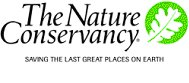 The Nature
Conservancy®
SAVING THE LAST GREAT PLACES ON EARTH